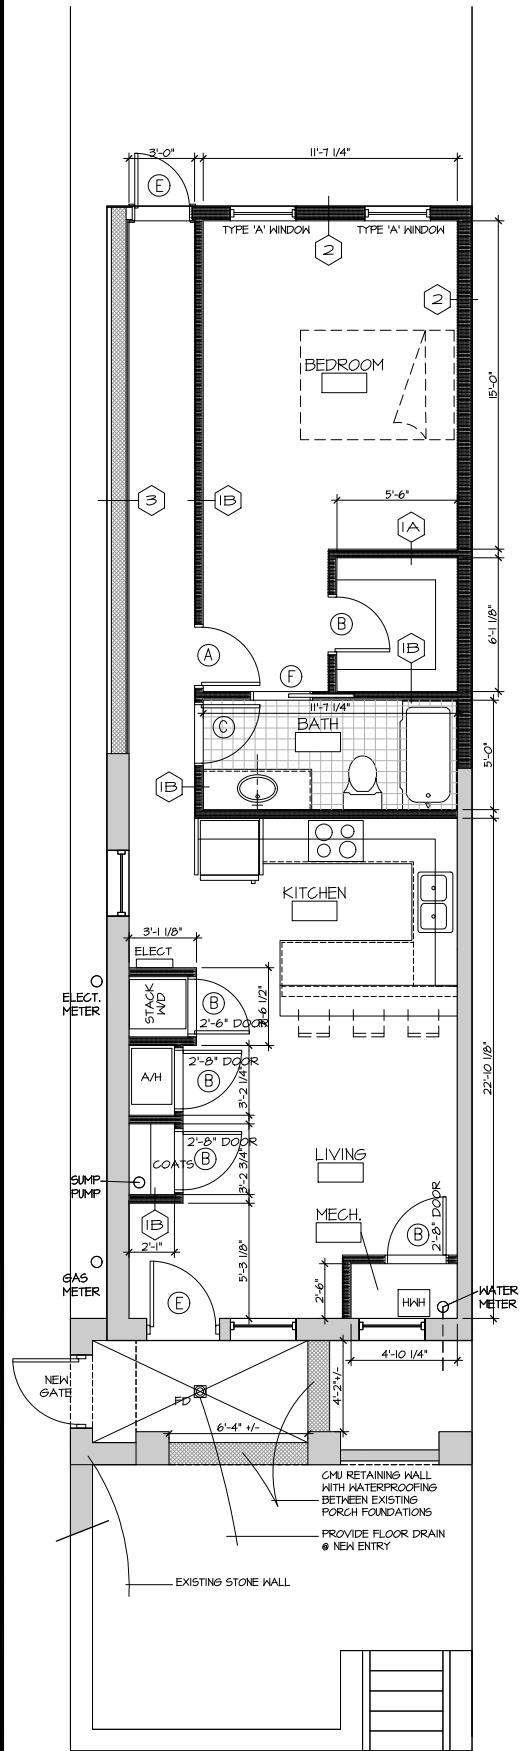 3'-0"
11'-7 1/4"
E
TYPE 'A' WINDOW
TYPE 'A' WINDOW
2
2
BEDROOM
15'-0"
5'-6"
3
1B
1A
B
6'-1 1/8"
A
1B
F
11'-7 1/4"
C
BATH
5'-0"
1B
KITCHEN
3'-1 1/8"
ELECT
ELECT.
METER
STACK
W/D
B
2'-6" DOOR
-6 1/2"
2'-8" DOOR
A/H
B
3'-2 1/4"
22'-10 1/8"
2'-8" DOOR
COATS
B
3'-2 3/4"
SUMP
PUMP
LIVING
1B
MECH.
2'-8" DOOR
B
2'-1"
5'-3 1/8"
GAS
METER
2'-6"
HWH
WATER
METER
E
4'-10 1/4"
NEW
GATE
FD
4'-2"+/-
6'-4" +/-
CMU RETAINING WALL
WITH WATERPROOFING
BETWEEN EXISTING
PORCH FOUNDATIONS
PROVIDE FLOOR DRAIN
@ NEW ENTRY
EXISTING STONE WALL